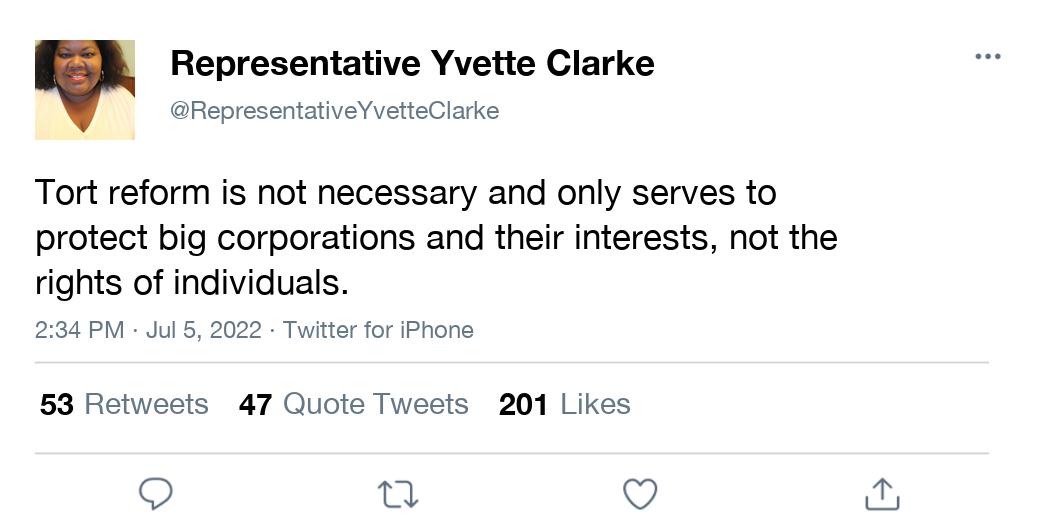 Representative Yvette Clarke
@RepresentativeYvetteClarke
Tort reform is not necessary and only serves to
protect big corporations and their interests, not the
rights of individuals.
2:34 PM · Jul 5, 2022 · Twitter for iPhone
53 Retweets 47 Quote Tweets 201 Likes